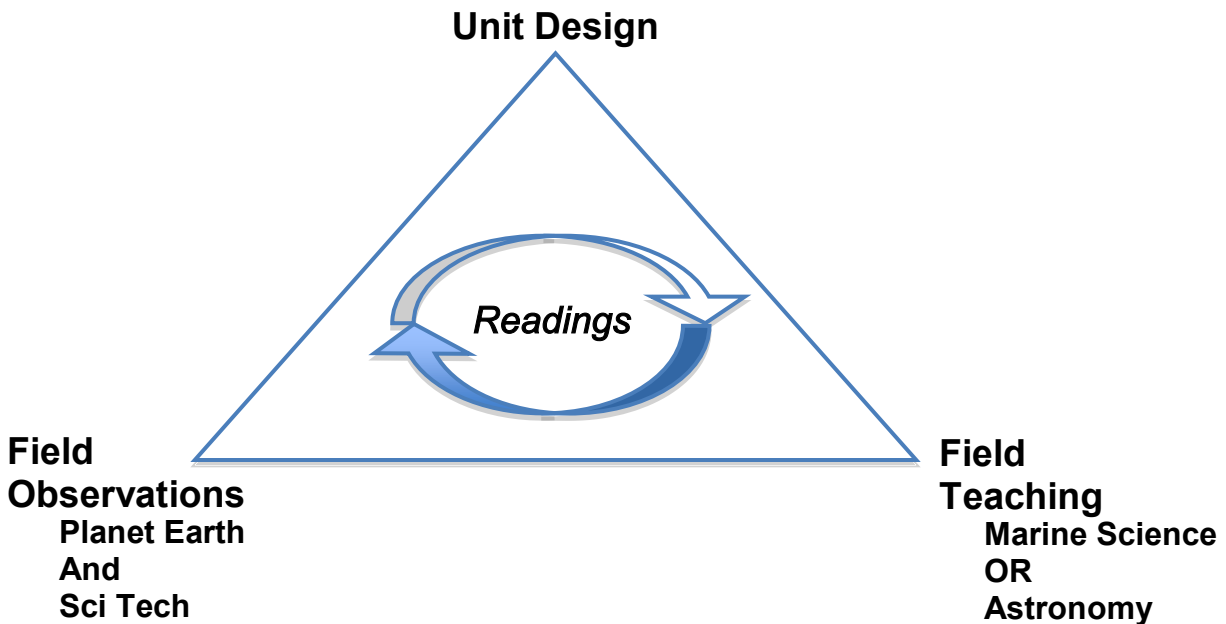 Unit Design
Readings
Field
Observations
Planet Earth
And
Sci Tech
Field
Teaching
Marine Science
OR
Astronomy